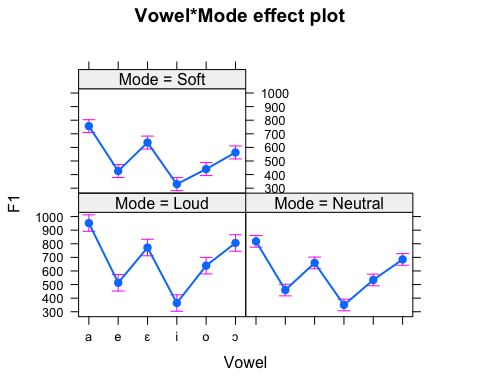 Vowel*Mode effect plot
Mode = Soft
1000
900
800
700
600
500
400
300
F1
Mode = Loud
Mode = Neutral
1000
900
800
700
600
500
400
300
a e ɛ i o ɔ
Vowel